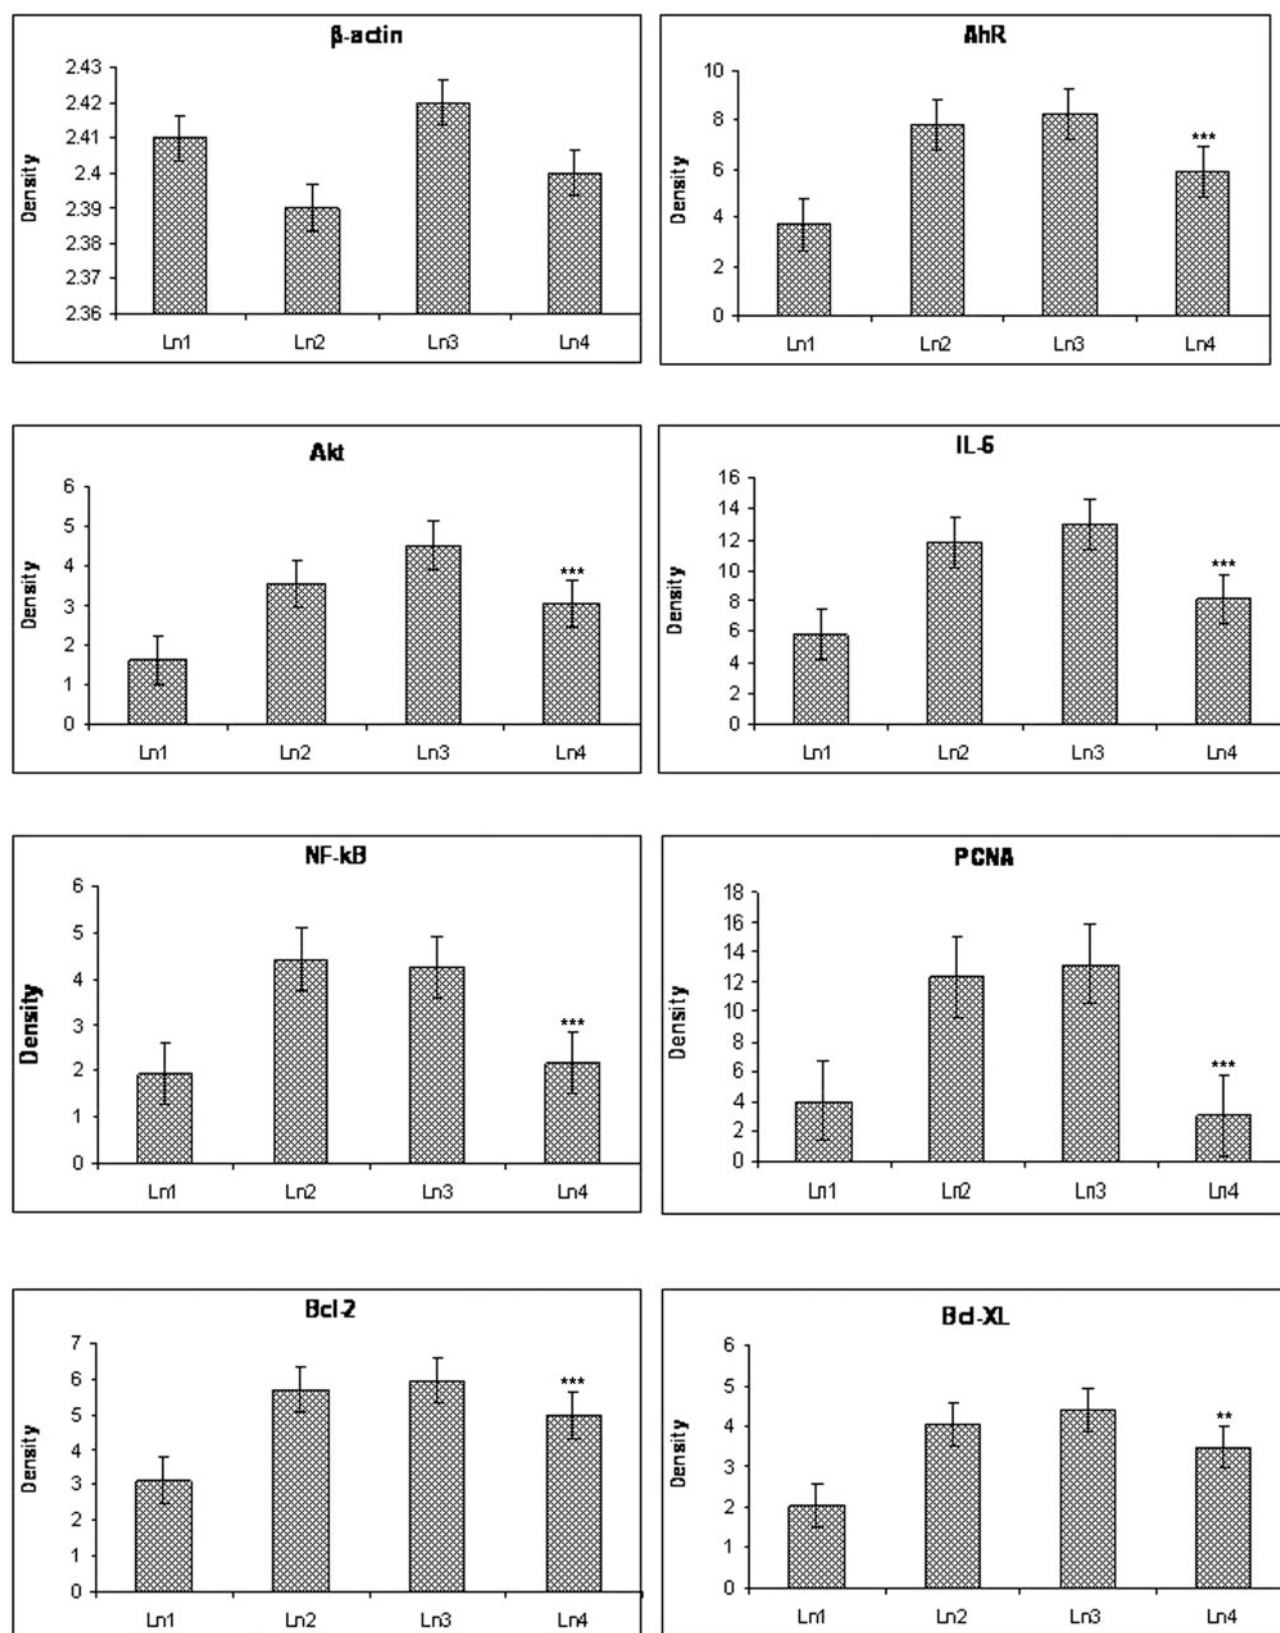 β-actin
Density
2.43
2.42
2.41
2.4
2.39
2.38
2.37
2.36
Ln1 Ln2 Ln3 Ln4
AhR
Density
10
8
6
4
2
0
***
Ln1 Ln2 Ln3 Ln4
Akt
Density
6
5
4
3
2
1
0
***
Ln1 Ln2 Ln3 Ln4
IL-6
Density
16
14
12
10
8
6
4
2
0
***
Ln1 Ln2 Ln3 Ln4
NF-kB
Density
6
5
4
3
2
1
0
***
Ln1 Ln2 Ln3 Ln4
PCNA
Density
18
16
14
12
10
8
6
4
2
0
***
Ln1 Ln2 Ln3 Ln4
Bcl-2
Density
7
6
5
4
3
2
1
0
***
Ln1 Ln2 Ln3 Ln4
Bcl-XL
Density
6
5
4
3
2
1
0
**
Ln1 Ln2 Ln3 Ln4